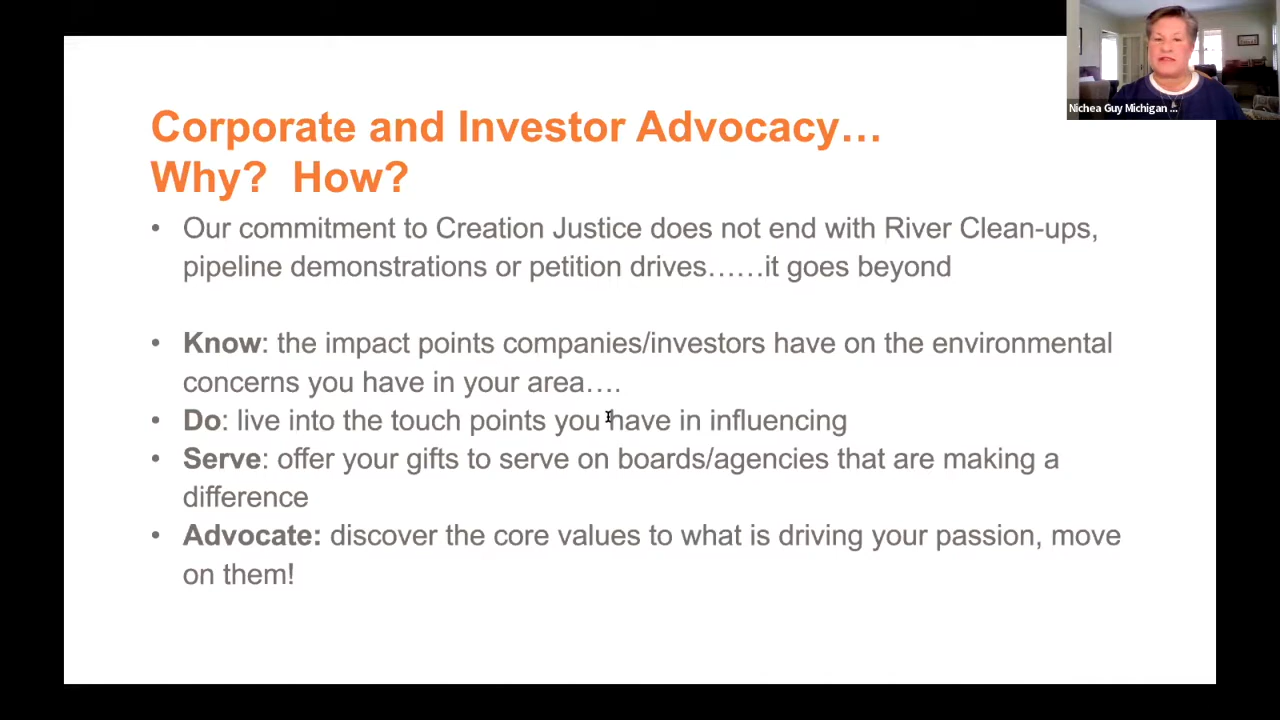 Nichea Guy Michigan ...
Corporate and Investor Advocacy…
Why?  How?
• Our commitment to Creation Justice does not end with River Clean-ups,
pipeline demonstrations or petition drives……it goes beyond
• Know: the impact points companies/investors have on the environmental
concerns you have in your area….
• Do: live into the touch points you have in influencing
• Serve: offer your gifts to serve on boards/agencies that are making a
difference
• Advocate: discover the core values to what is driving your passion, move
on them!